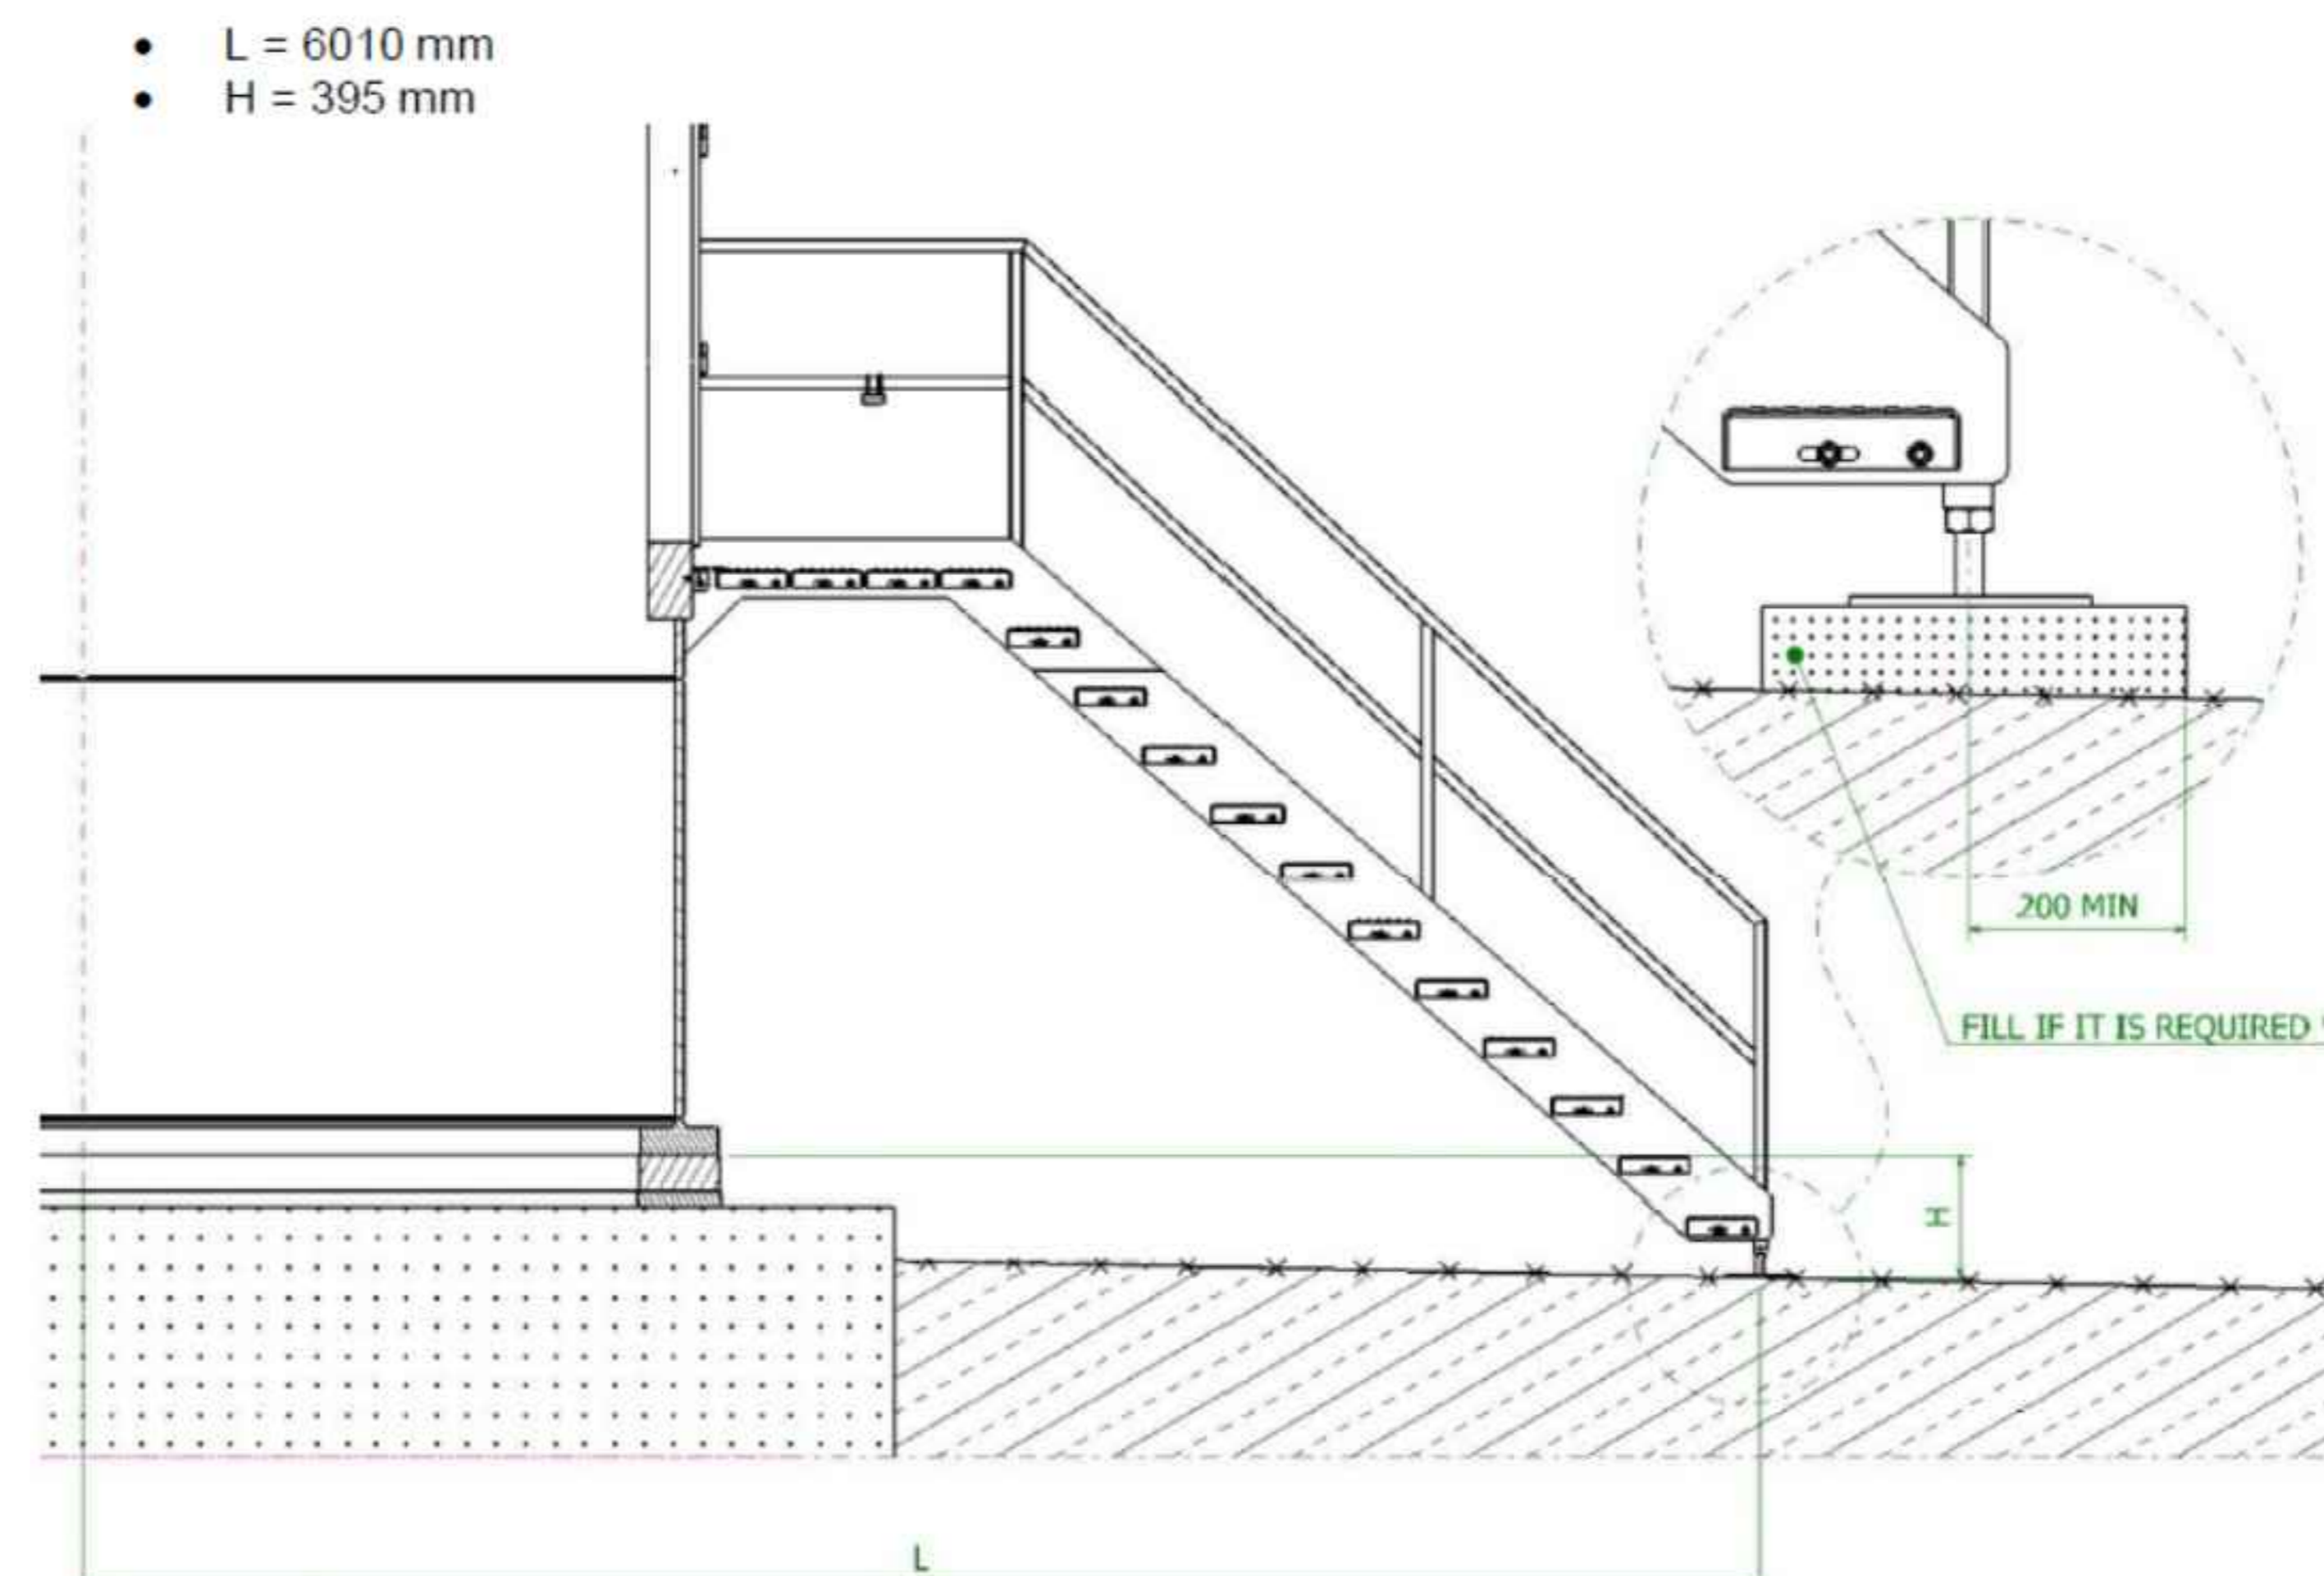 • L = 6010 mm
• H = 395 mm
200 MIN
FILL IF IT IS REQUIRED
H
L